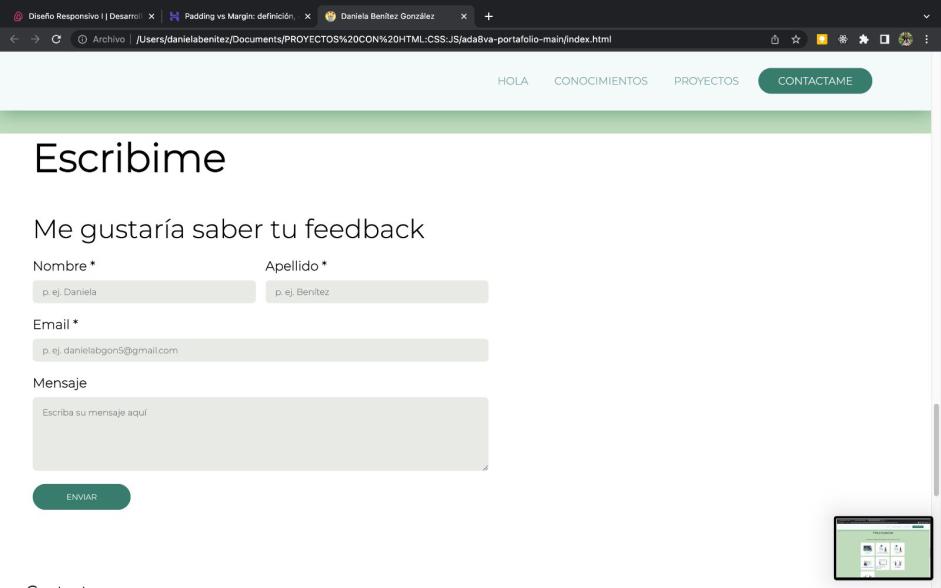 Diseño Responsivo I | Desarroll
Padding vs Margin: definición,
Daniela Benítez González
Archivo | /Users/danielabenitez/Documents/PROYECTOS%20CON%20HTML:CSS:JS/ada8va-portafolio-main/index.html
HOLA CONOCIMIENTOS PROYECTOS CONTACTAME
Escribime
Me gustaría saber tu feedback
Nombre * Apellido *
p. ej. Daniela p. ej. Benítez
Email *
p. ej. danielabgon5@gmail.com
Mensaje
Escriba su mensaje aquí
ENVIAR